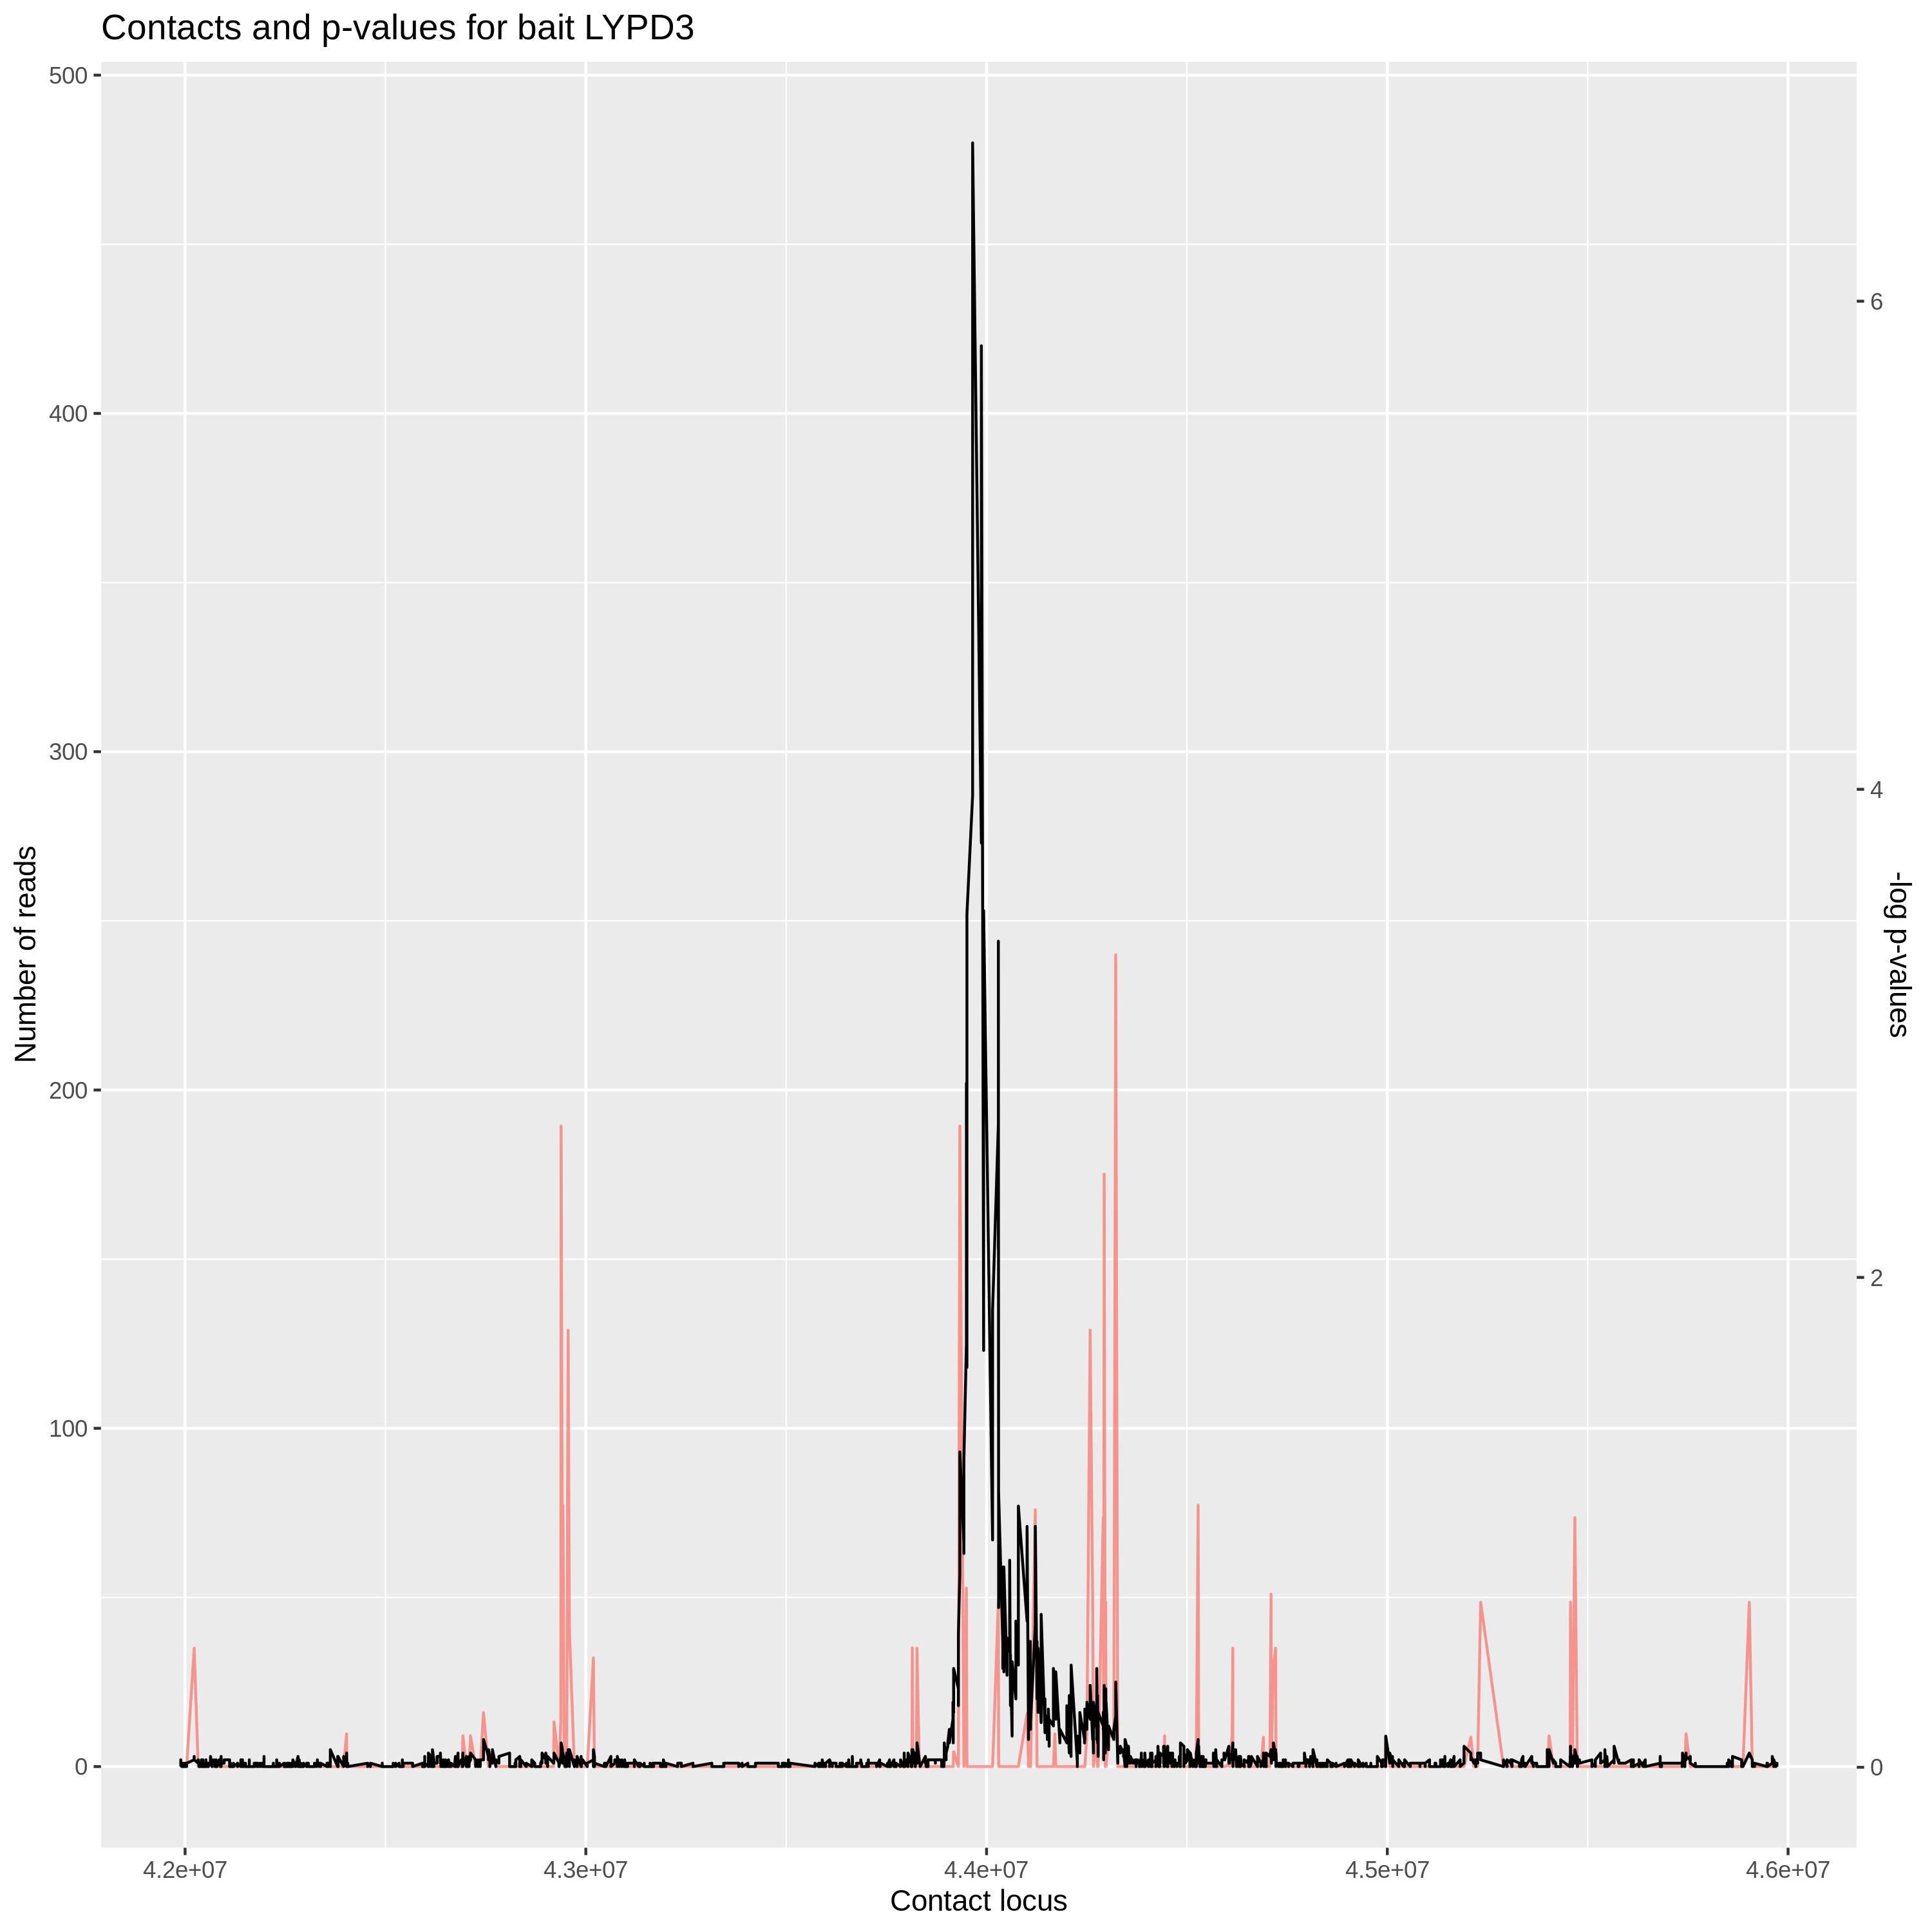 Contacts and p-values for bait LYPD3
500
400
300
200
100
0
Number of reads
6
4
2
0
-log p-values
4.2e+07
4.3e+07
4.4e+07
4.5e+07
4.6e+07
Contact locus